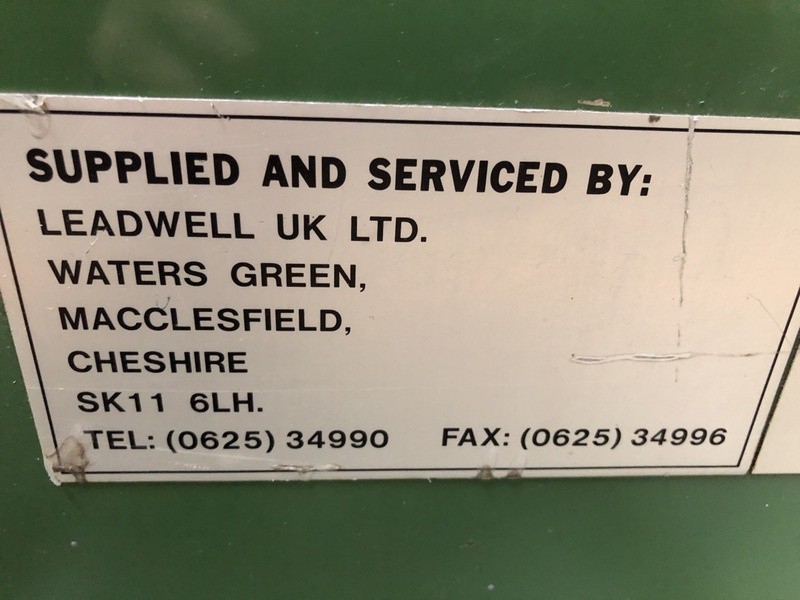 SUPPLIED AND SERVICED BY:
LEADWELL UK LTD.
WATERS GREEN,
MACCLESFIELD,
CHESHIRE
SK11 6LH.
TEL: (0625) 34990 FAX: (0625) 34996